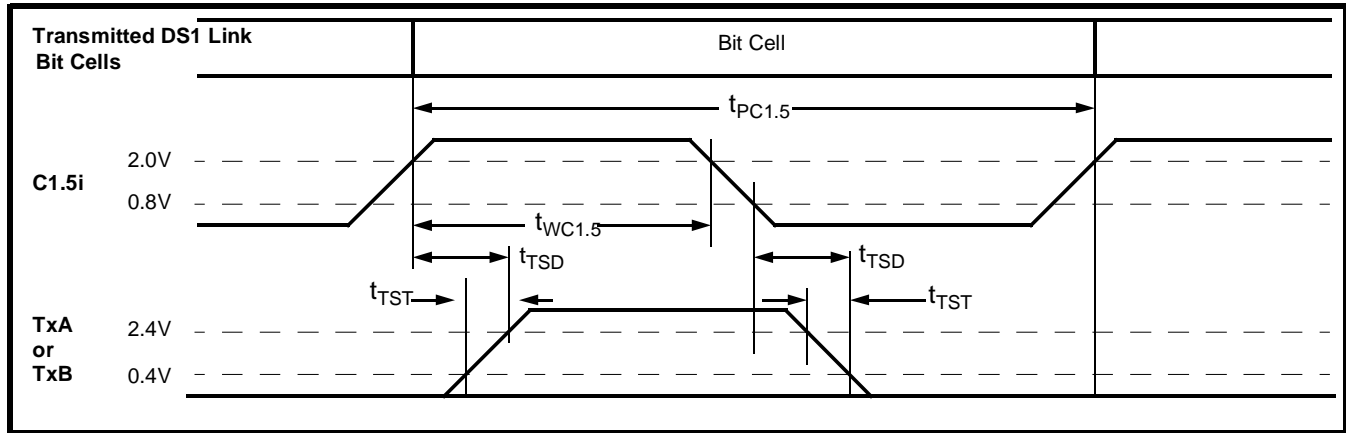 Transmitted DS1 Link
Bit Cells
Bit Cell
tPC1.5
2.0V
C1.5i
0.8V
tWC1.5
tTSD
tTSD
tTST
tTST
TxA
2.4V
or
TxB
0.4V